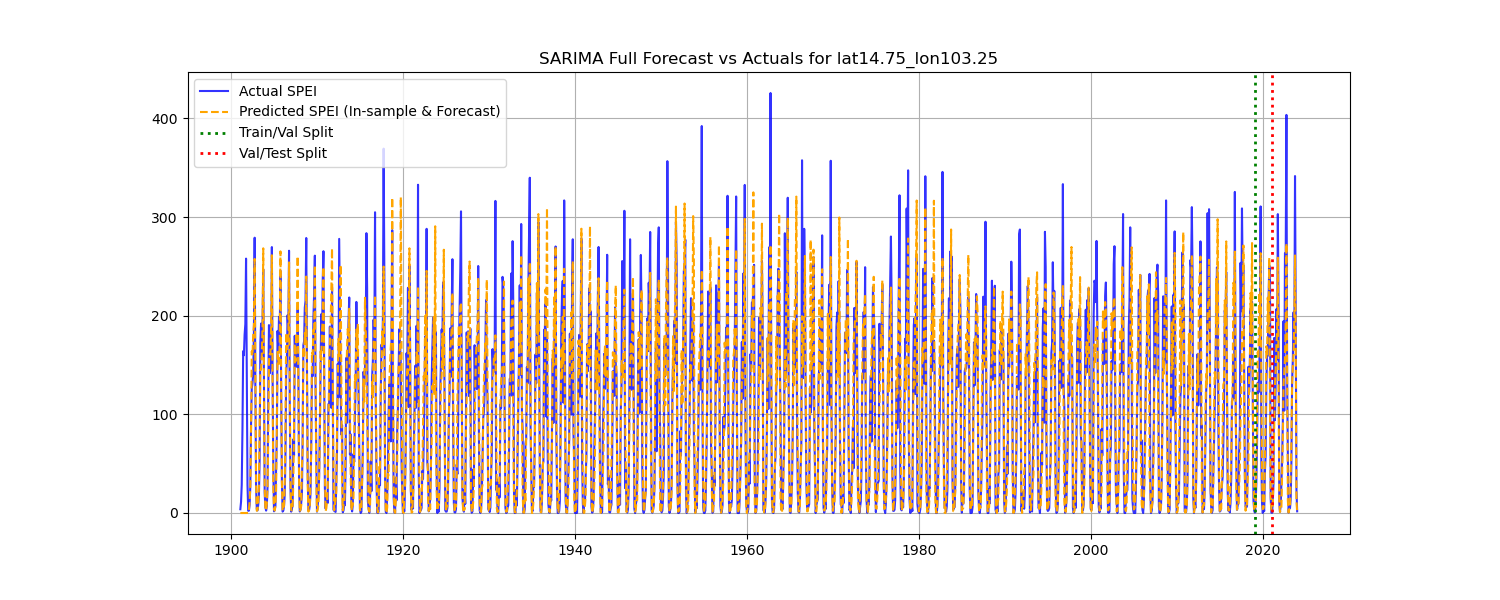 SARIMA Full Forecast vs Actuals for lat14.75_lon103.25
Actual SPEI
Predicted SPEI (In-sample & Forecast)
Train/Val Split
Val/Test Split
400
300
200
100
0
1900 1920 1940 1960 1980 2000 2020